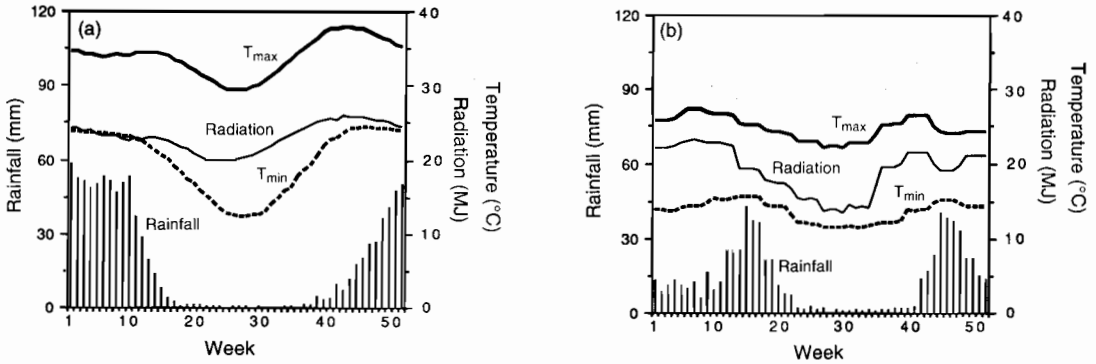 (a)
120
90
60
30
0
Rainfall (mm)
T max
Radiation
T min
Rainfall
40
30
20
10
0
Temperature (°C)
Radiation (MJ)
1 10 20 30 40 50
Week
(b)
120
90
60
30
0
Rainfall (mm)
T max
Radiation
T min
Rainfall
40
30
20
10
0
Temperature (°C)
Radiation (MJ)
1 10 20 30 40 50
Week